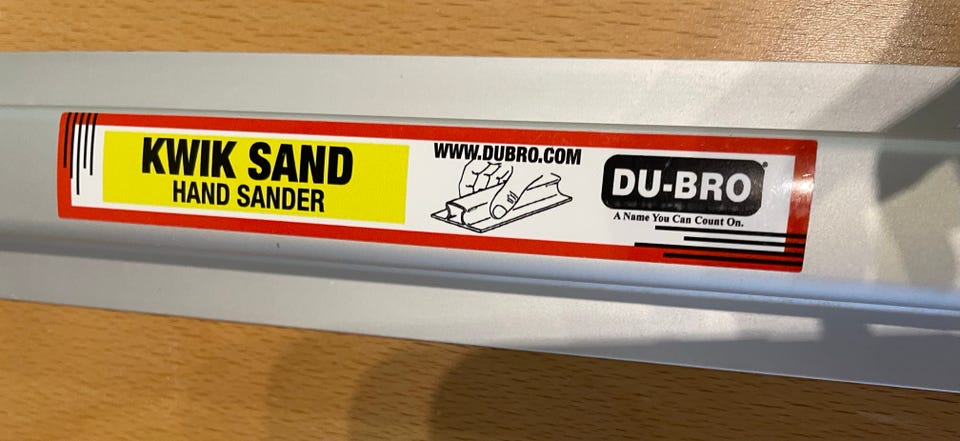 KWIK SAND
HAND SANDER
WWW.DUBRO.COM
DU-BRO®
A Name You Can Count On.